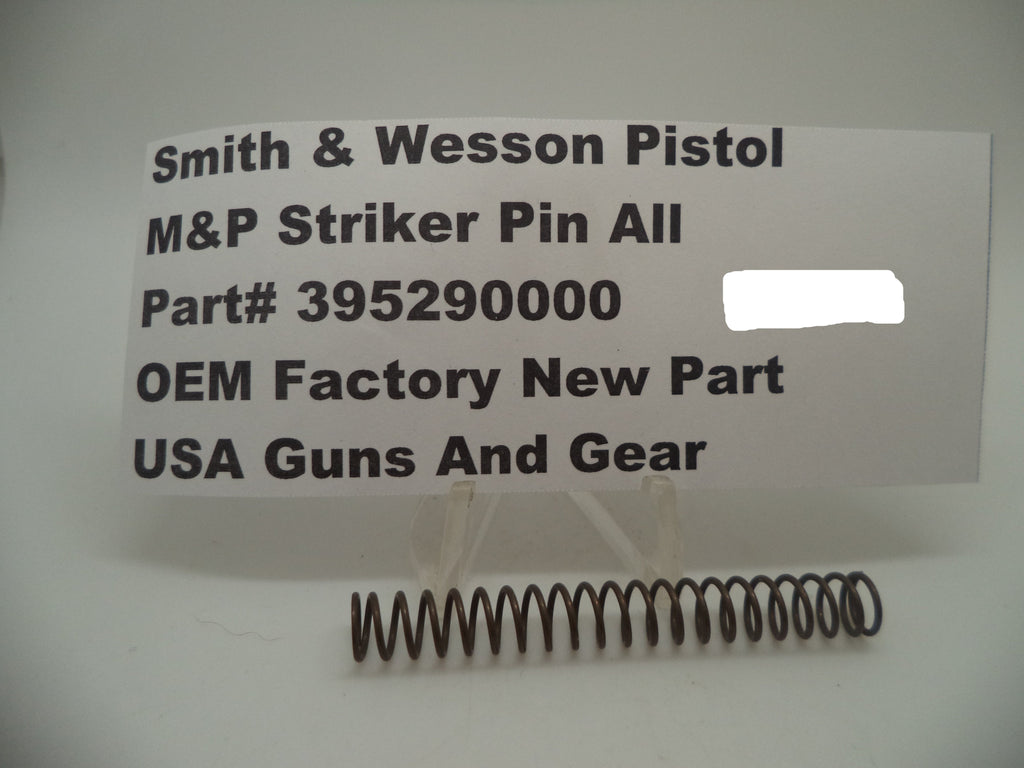 Smith & Wesson Pistol
M&P Striker Pin All
Part# 395290000
OEM Factory New Part
USA Guns And Gear